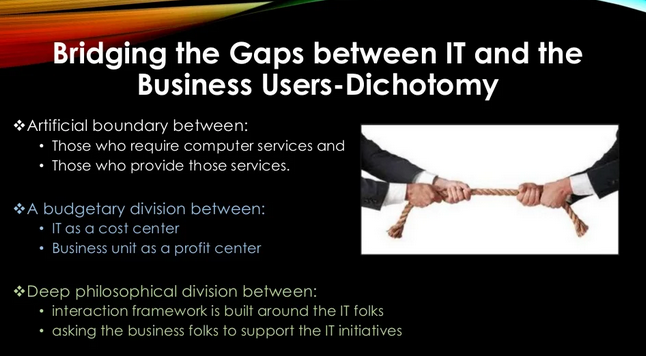 Bridging the Gaps between IT and the
Business Users-Dichotomy
❖Artificial boundary between:
• Those who require computer services and
• Those who provide those services.
❖A budgetary division between:
• IT as a cost center
• Business unit as a profit center
❖Deep philosophical division between:
• interaction framework is built around the IT folks
• asking the business folks to support the IT initiatives